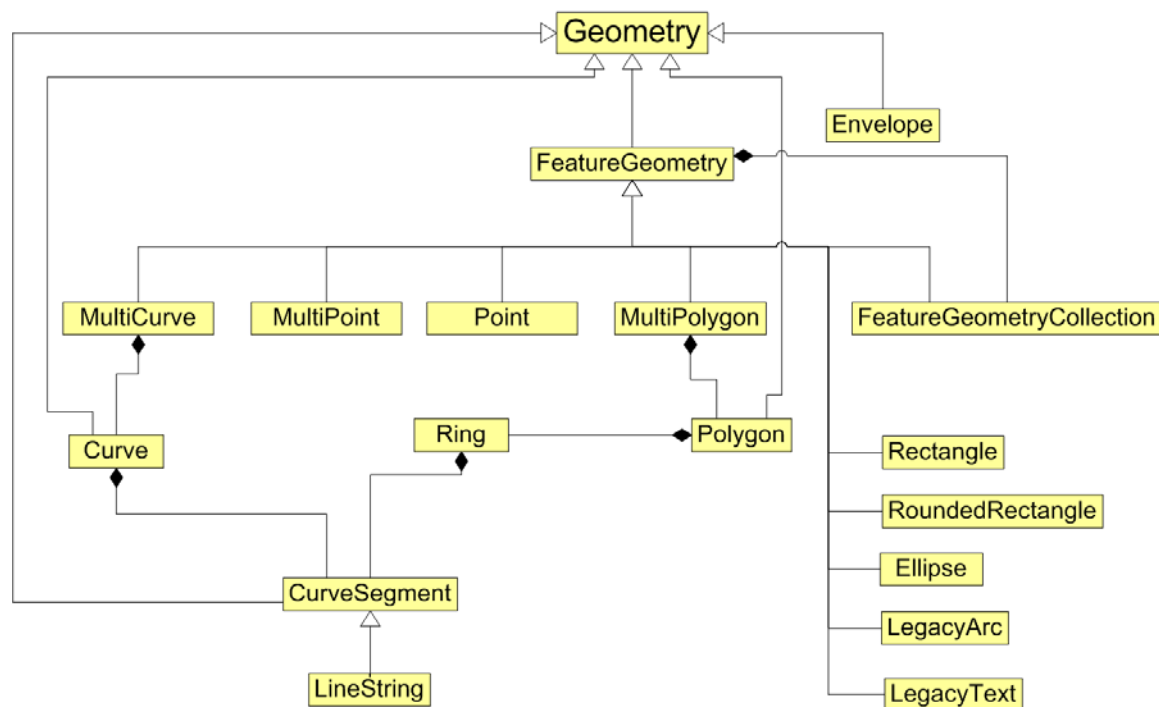 Geometry
Envelope
FeatureGeometry
MultiCurve
MultiPoint
Point
MultiPolygon
FeatureGeometryCollection
Curve
Ring
Polygon
Rectangle
RoundedRectangle
Ellipse
CurveSegment
LegacyArc
LineString
LegacyText